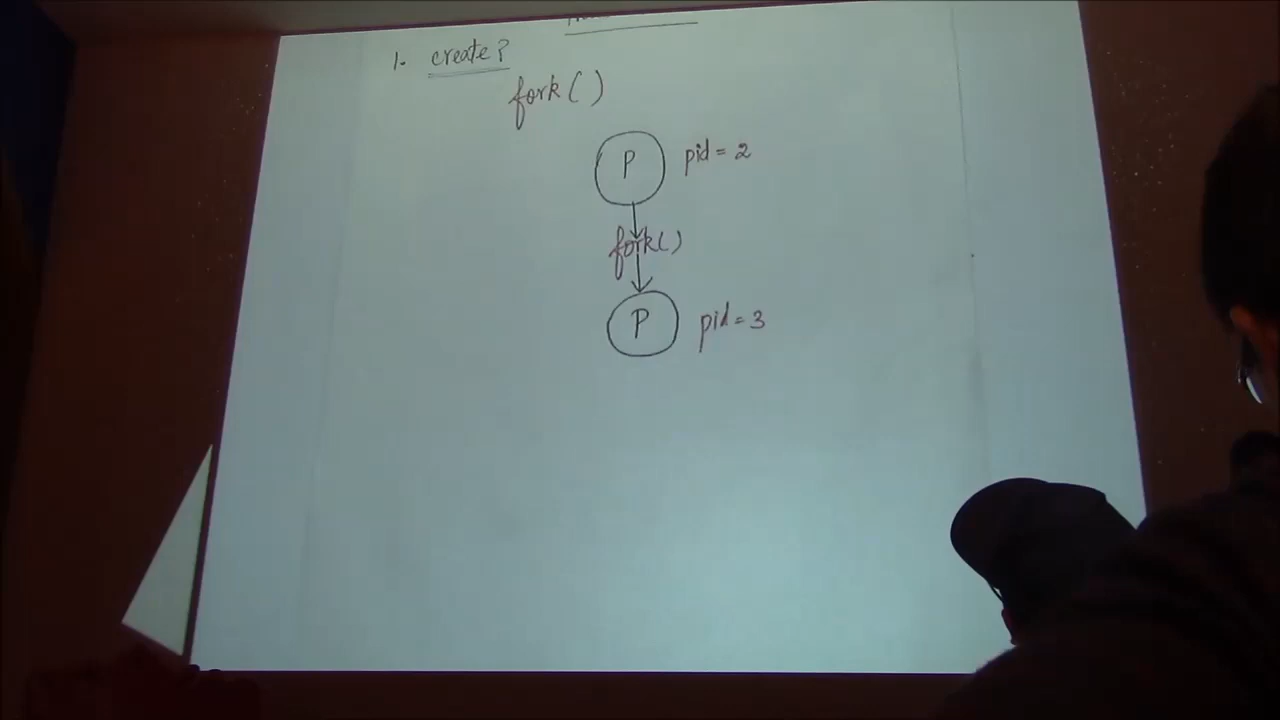 1. create?
fork()
P pid = 2
fork()
P pid = 3